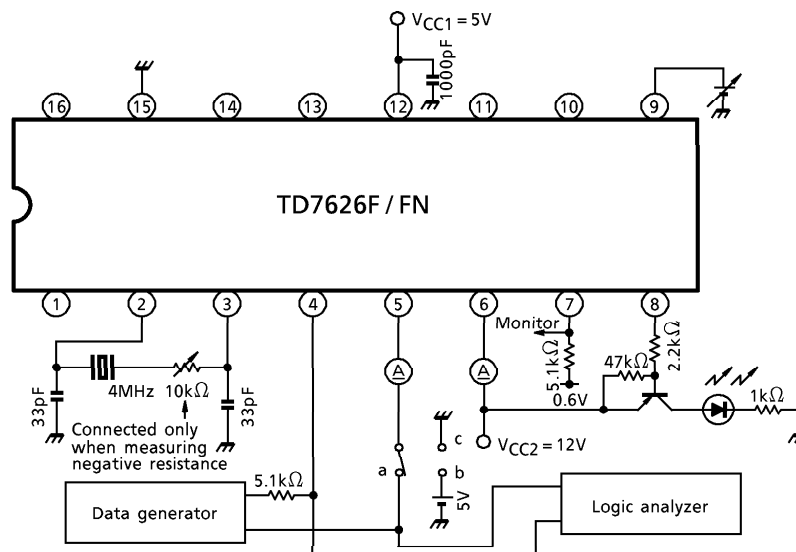 VCC1 = 5V
1000pF
16 15 14 13 12 11 10 9
TD7626F / FN
1 2 3 4 5 6 7 8
Monitor
A
A
5.1kΩ
0.6V
47kΩ
2.2kΩ
1kΩ
33pF
4MHz
10kΩ
33pF
Connected only
when measuring
negative resistance
VCC2 = 12V
a
c
b
5V
5.1kΩ
Data generator
Logic analyzer